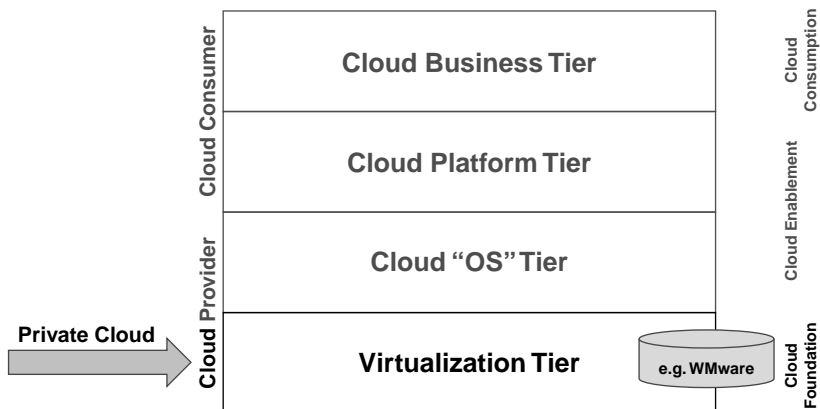 Cloud Consumer
Cloud Business Tier
Cloud
Consumption
Cloud Platform Tier
Cloud Enablement
Cloud Provider
Cloud “OS” Tier
Private Cloud
Virtualization Tier
e.g. WMware
Cloud
Foundation